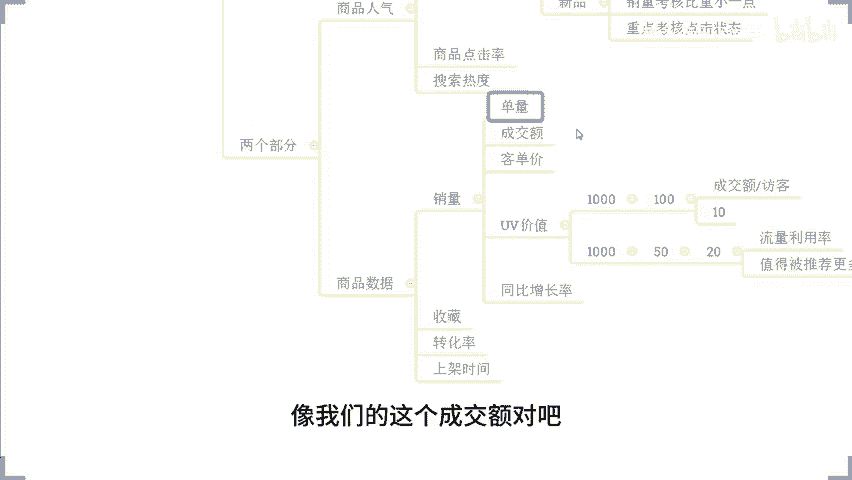 商品人气
新品
销量考核比重小一点
重点考核点击状态
bilibili
商品点击率
搜索热度
单量
两个部分
成交额
客单价
成交额/访客
销量
1000
100
10
UV价值
流量利用率
1000
50
20
值得被推荐更多
商品数据
同比增长率
收藏
转化率
上架时间
像我们的这个成交额对吧